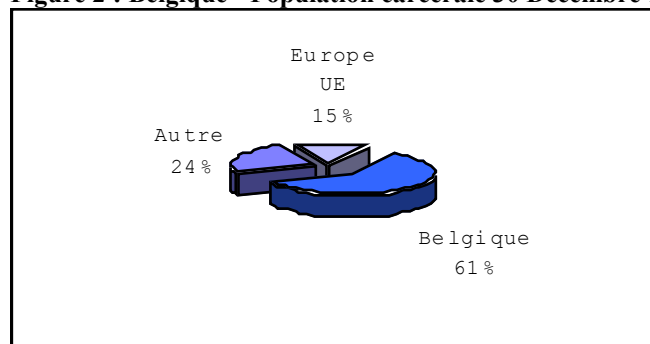 Figure 2 : Belgique - Population carcérale 30 Décembre
Europe
UE
15%
Autre
24%
Belgique
61%